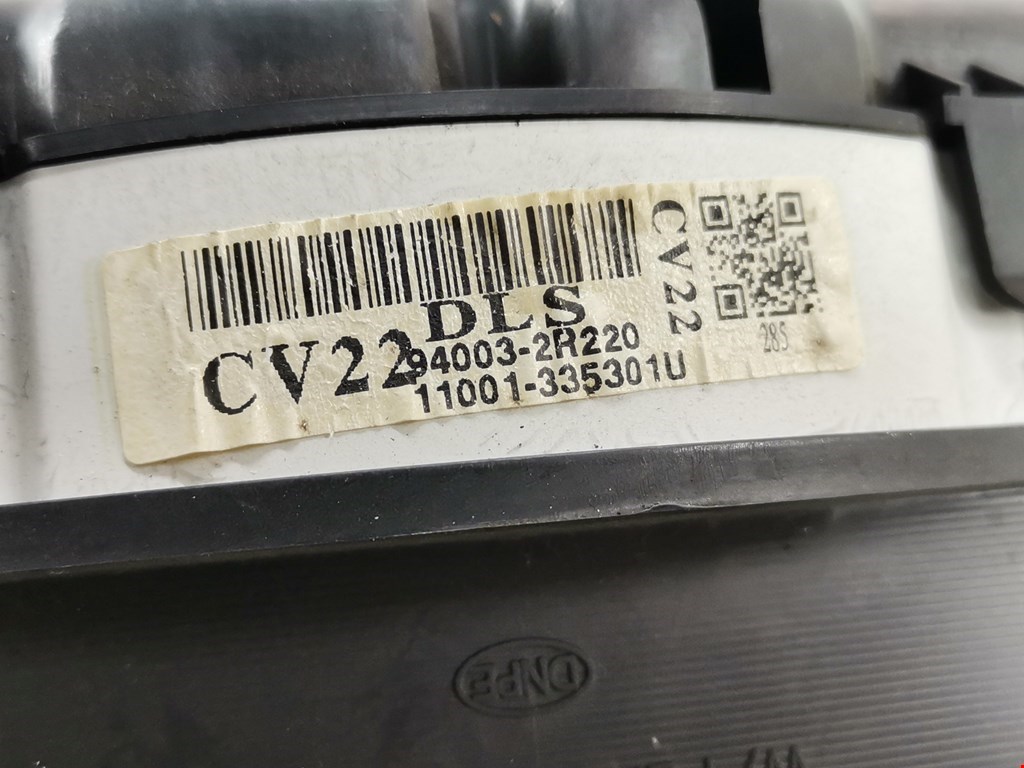 DLS
CV22
94003-2R220
11001-335301U
CV22
285
DNPE